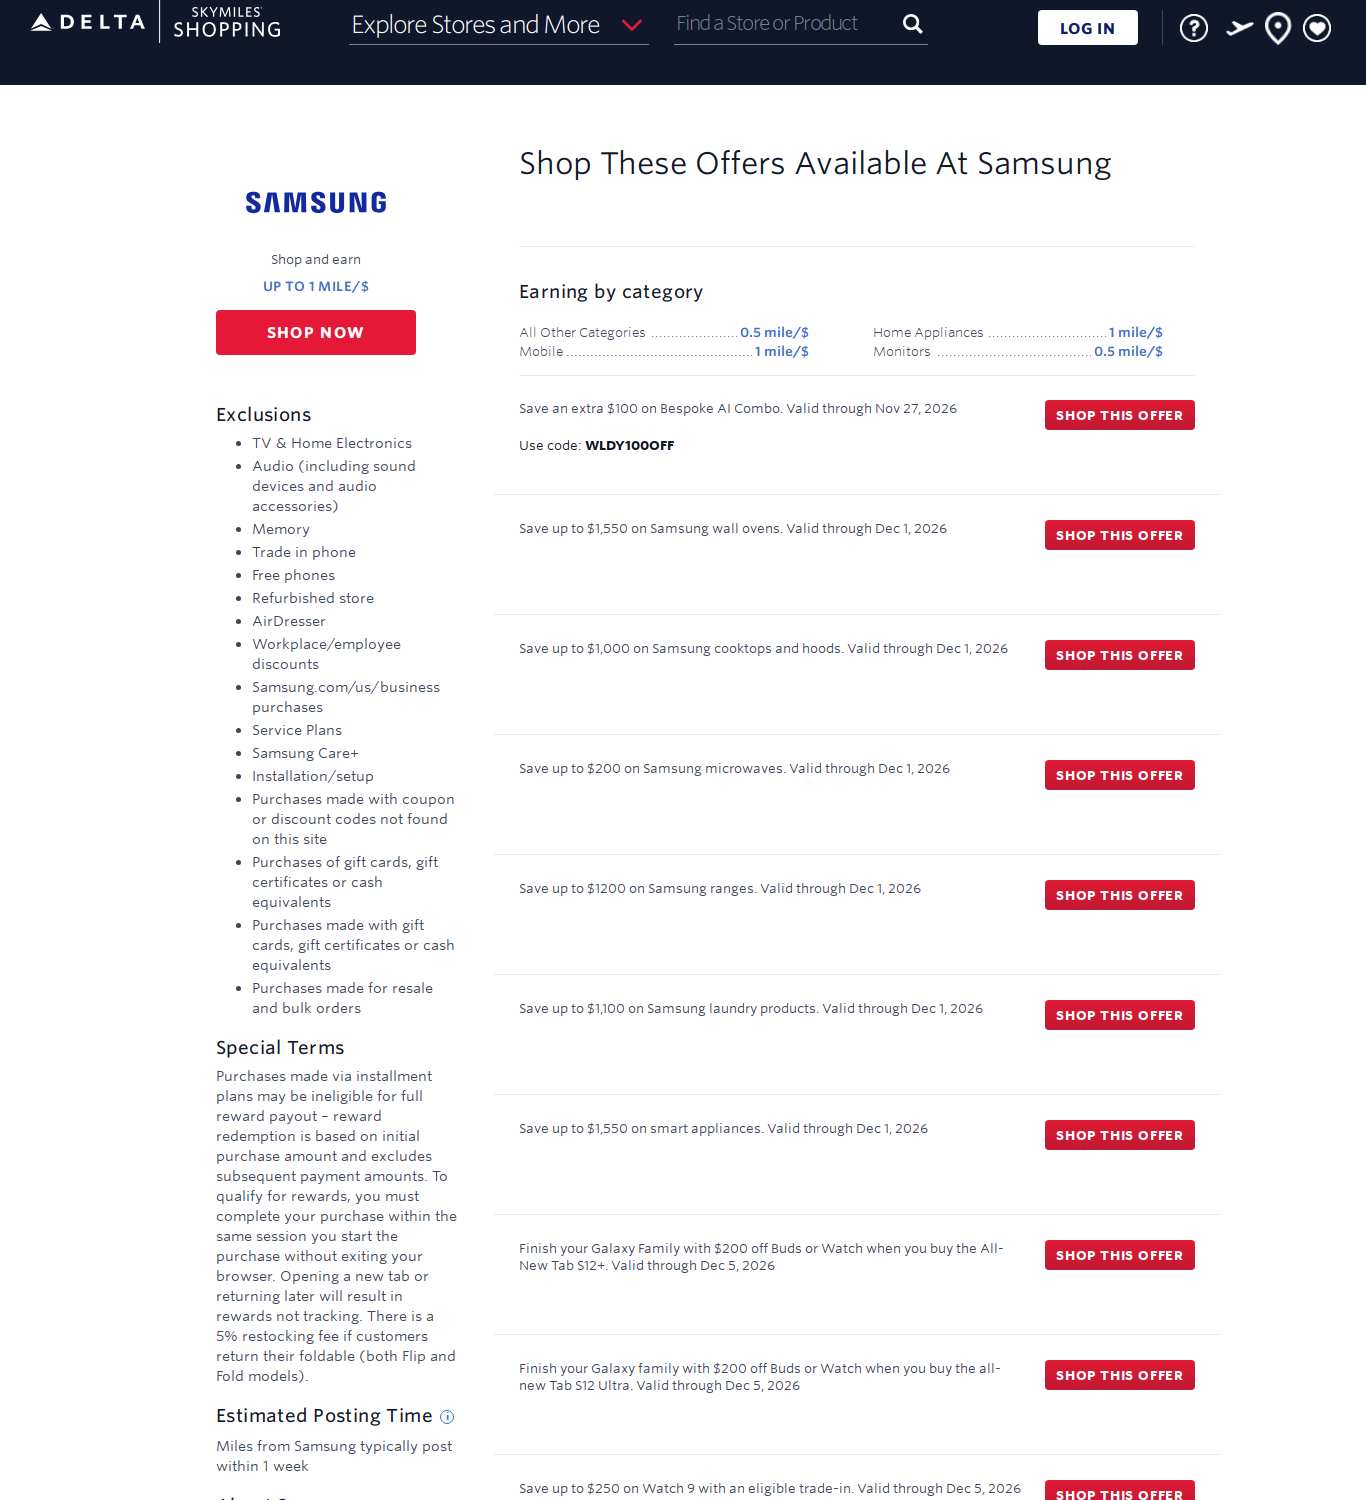 DELTA
SKYMILES
SHOPPING
Explore Stores and More
Find a Store or Product
LOG IN
SAMSUNG
Shop and earn
UP TO 1 MILE/$
SHOP NOW
Exclusions
• TV & Home Electronics
• Audio (including sound
devices and audio
accessories)
• Memory
• Trade in phone
• Free phones
• Refurbished store
• AirDresser
• Workplace/employee
discounts
• Samsung.com/us/business
purchases
• Service Plans
• Samsung Care+
• Installation/setup
• Purchases made with coupon
or discount codes not found
on this site
• Purchases of gift cards, gift
certificates or cash
equivalents
• Purchases made with gift
cards, gift certificates or cash
equivalents
• Purchases made for resale
and bulk orders
Special Terms
Purchases made via installment
plans may be ineligible for full
reward payout – reward
redemption is based on initial
purchase amount and excludes
subsequent payment amounts. To
qualify for rewards, you must
complete your purchase within the
same session you start the
purchase without exiting your
browser. Opening a new tab or
returning later will result in
rewards not tracking. There is a
5% restocking fee if customers
return their foldable (both Flip and
Fold models).
Estimated Posting Time
Miles from Samsung typically post
within 1 week
Shop These Offers Available At Samsung
Earning by category
All Other Categories 0.5 mile/$
Mobile 1 mile/$
Home Appliances 1 mile/$
Monitors 0.5 mile/$
Save an extra $100 on Bespoke AI Combo. Valid through Nov 27, 2026
Use code: WLDY100OFF
SHOP THIS OFFER
Save up to $1,550 on Samsung wall ovens. Valid through Dec 1, 2026
SHOP THIS OFFER
Save up to $1,000 on Samsung cooktops and hoods. Valid through Dec 1, 2026
SHOP THIS OFFER
Save up to $200 on Samsung microwaves. Valid through Dec 1, 2026
SHOP THIS OFFER
Save up to $1200 on Samsung ranges. Valid through Dec 1, 2026
SHOP THIS OFFER
Save up to $1,100 on Samsung laundry products. Valid through Dec 1, 2026
SHOP THIS OFFER
Save up to $1,550 on smart appliances. Valid through Dec 1, 2026
SHOP THIS OFFER
Finish your Galaxy Family with $200 off Buds or Watch when you buy the All-
New Tab S12+. Valid through Dec 5, 2026
SHOP THIS OFFER
Finish your Galaxy family with $200 off Buds or Watch when you buy the all-
new Tab S12 Ultra. Valid through Dec 5, 2026
SHOP THIS OFFER
Save up to $250 on Watch 9 with an eligible trade-in. Valid through Dec 5, 2026
SHOP THIS OFFER